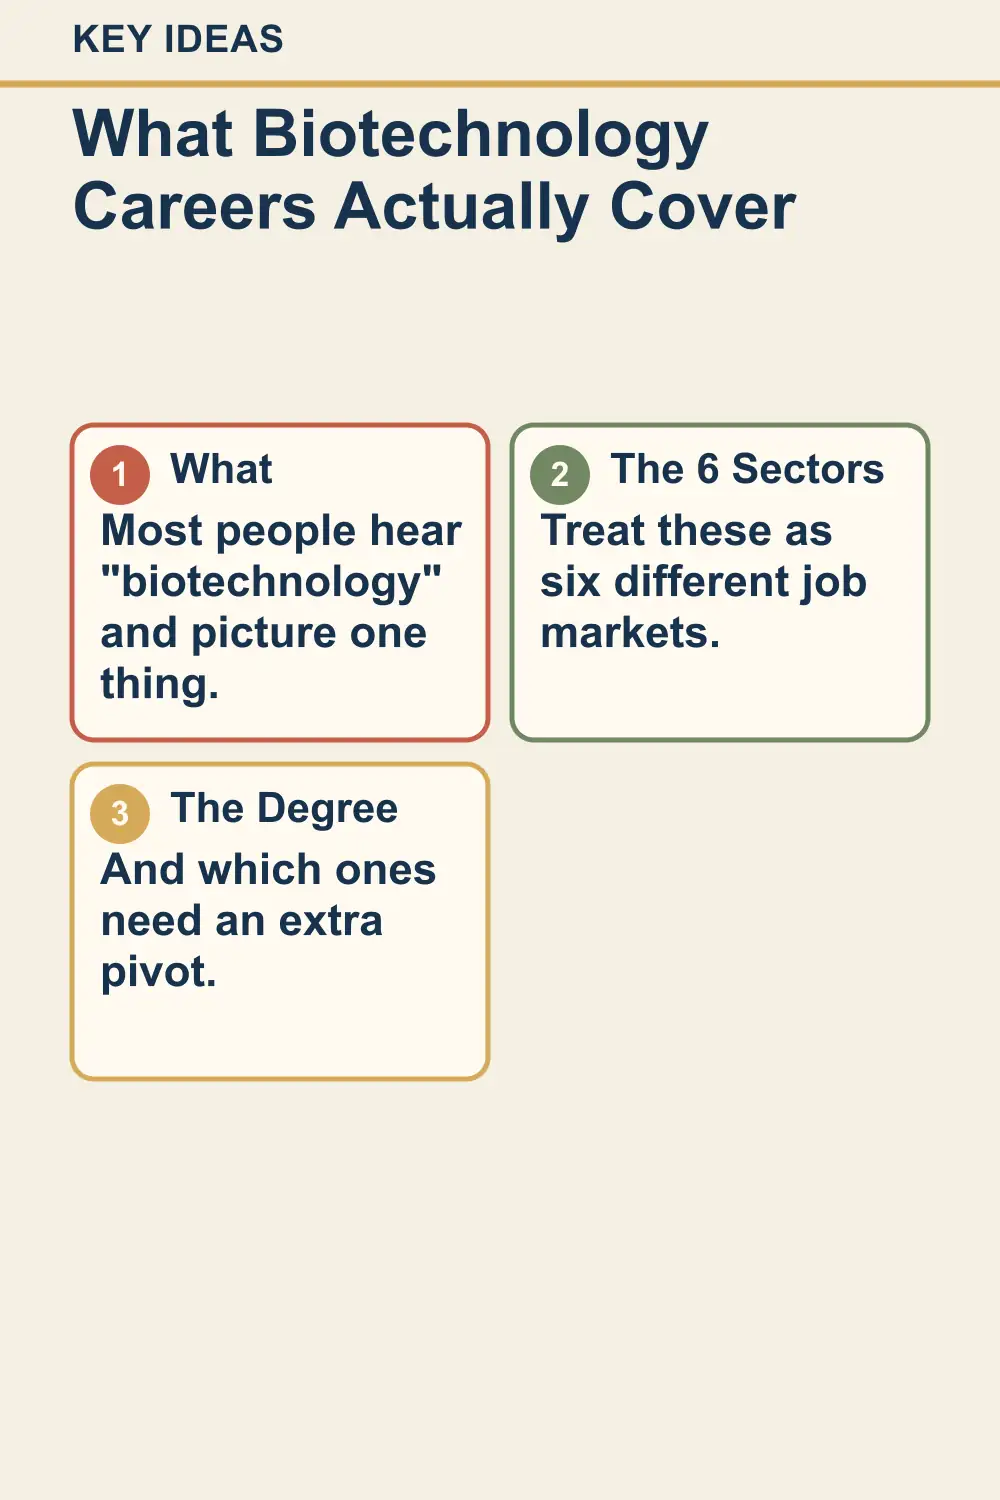 KEY IDEAS
What Biotechnology
Careers Actually Cover
1 What
Most people hear
"biotechnology"
and picture one
thing.
2 The 6 Sectors
Treat these as
six different job
markets.
3 The Degree
And which ones
need an extra
pivot.